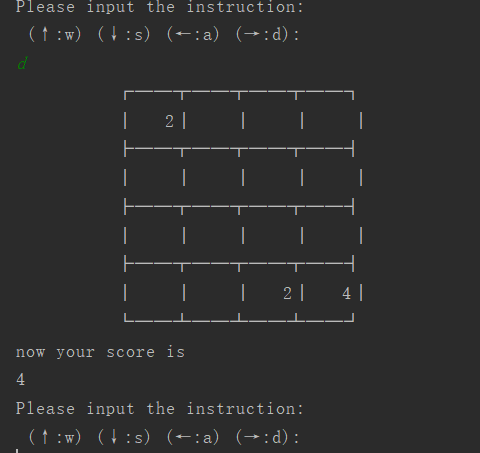 Please input the instruction:
(↑:w) (↓:s) (←:a) (→:d):
d
2
2 4
now your score is
4
Please input the instruction:
(↑:w) (↓:s) (←:a) (→:d):